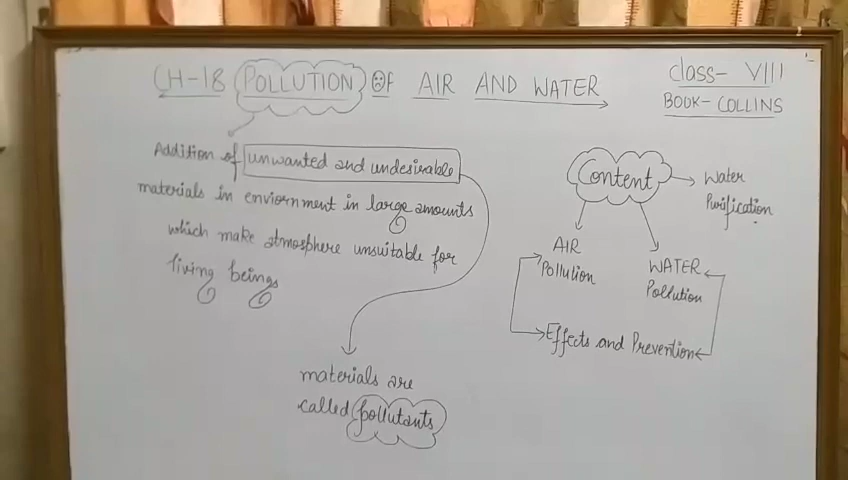 CH-18 POLLUTION OF AIR AND WATER
class- VIII
BOOK- COLLINS
Addition of unwanted and undesirable
materials in enviornment in large amounts
which make atmosphere unsuitable for
living beings
materials are
called pollutants
Content
Water
Purification
AIR
Pollution
WATER
Pollution
Effects and Prevention